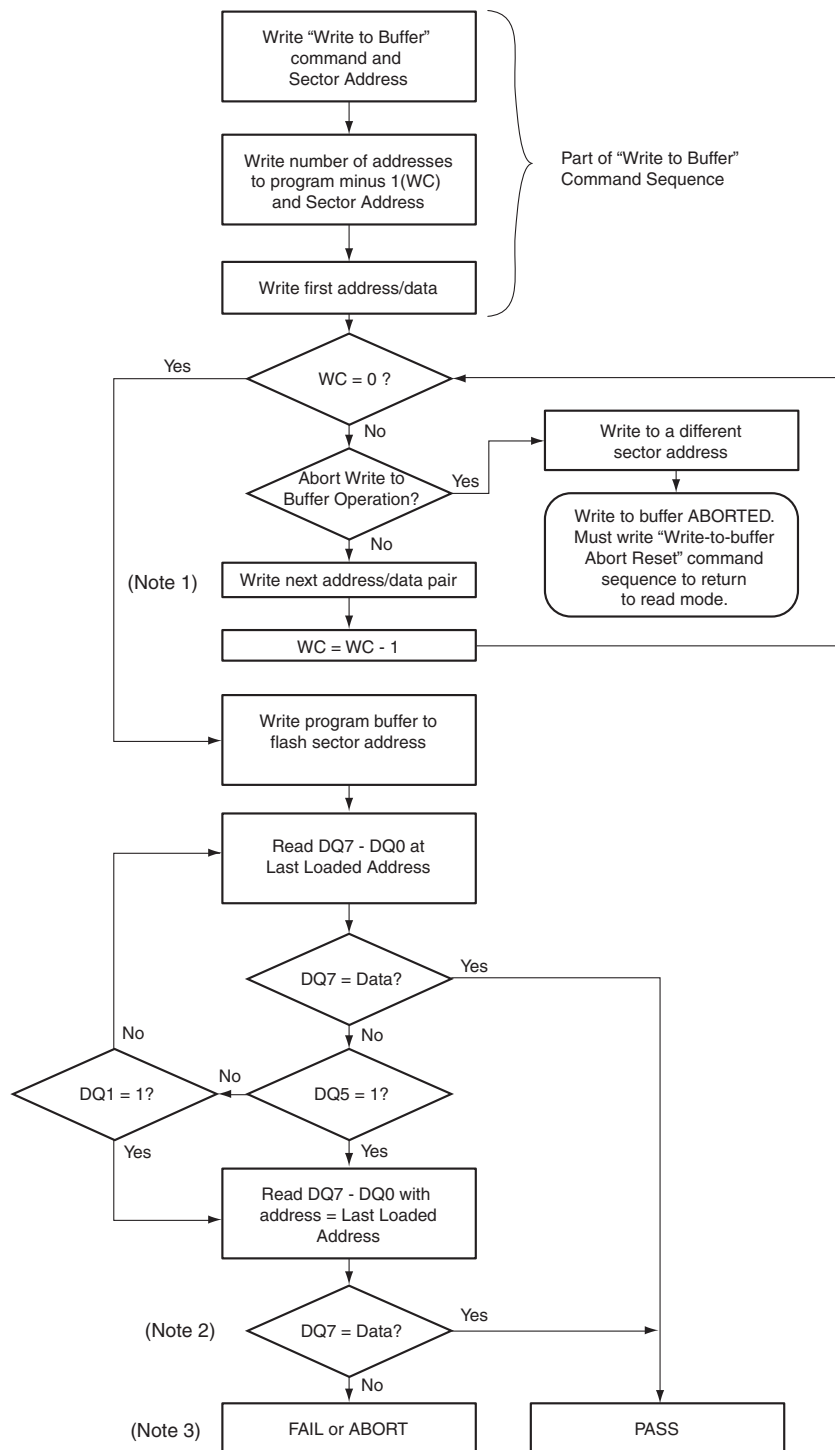 Write “Write to Buffer”
command and
Sector Address
Write number of addresses
to program minus 1(WC)
and Sector Address
Part of “Write to Buffer”
Command Sequence
Write first address/data
Yes
WC = 0 ?
No
Write to a different
sector address
Abort Write to
Buffer Operation?
Yes
Write to buffer ABORTED.
Must write “Write-to-buffer
Abort Reset” command
sequence to return
to read mode.
No
(Note 1)
Write next address/data pair
WC = WC - 1
Write program buffer to
flash sector address
Read DQ7 - DQ0 at
Last Loaded Address
DQ7 = Data?
Yes
No
No
DQ1 = 1?
No
DQ5 = 1?
Yes
Yes
Read DQ7 - DQ0 with
address = Last Loaded
Address
(Note 2)
DQ7 = Data?
Yes
No
(Note 3)
FAIL or ABORT
PASS